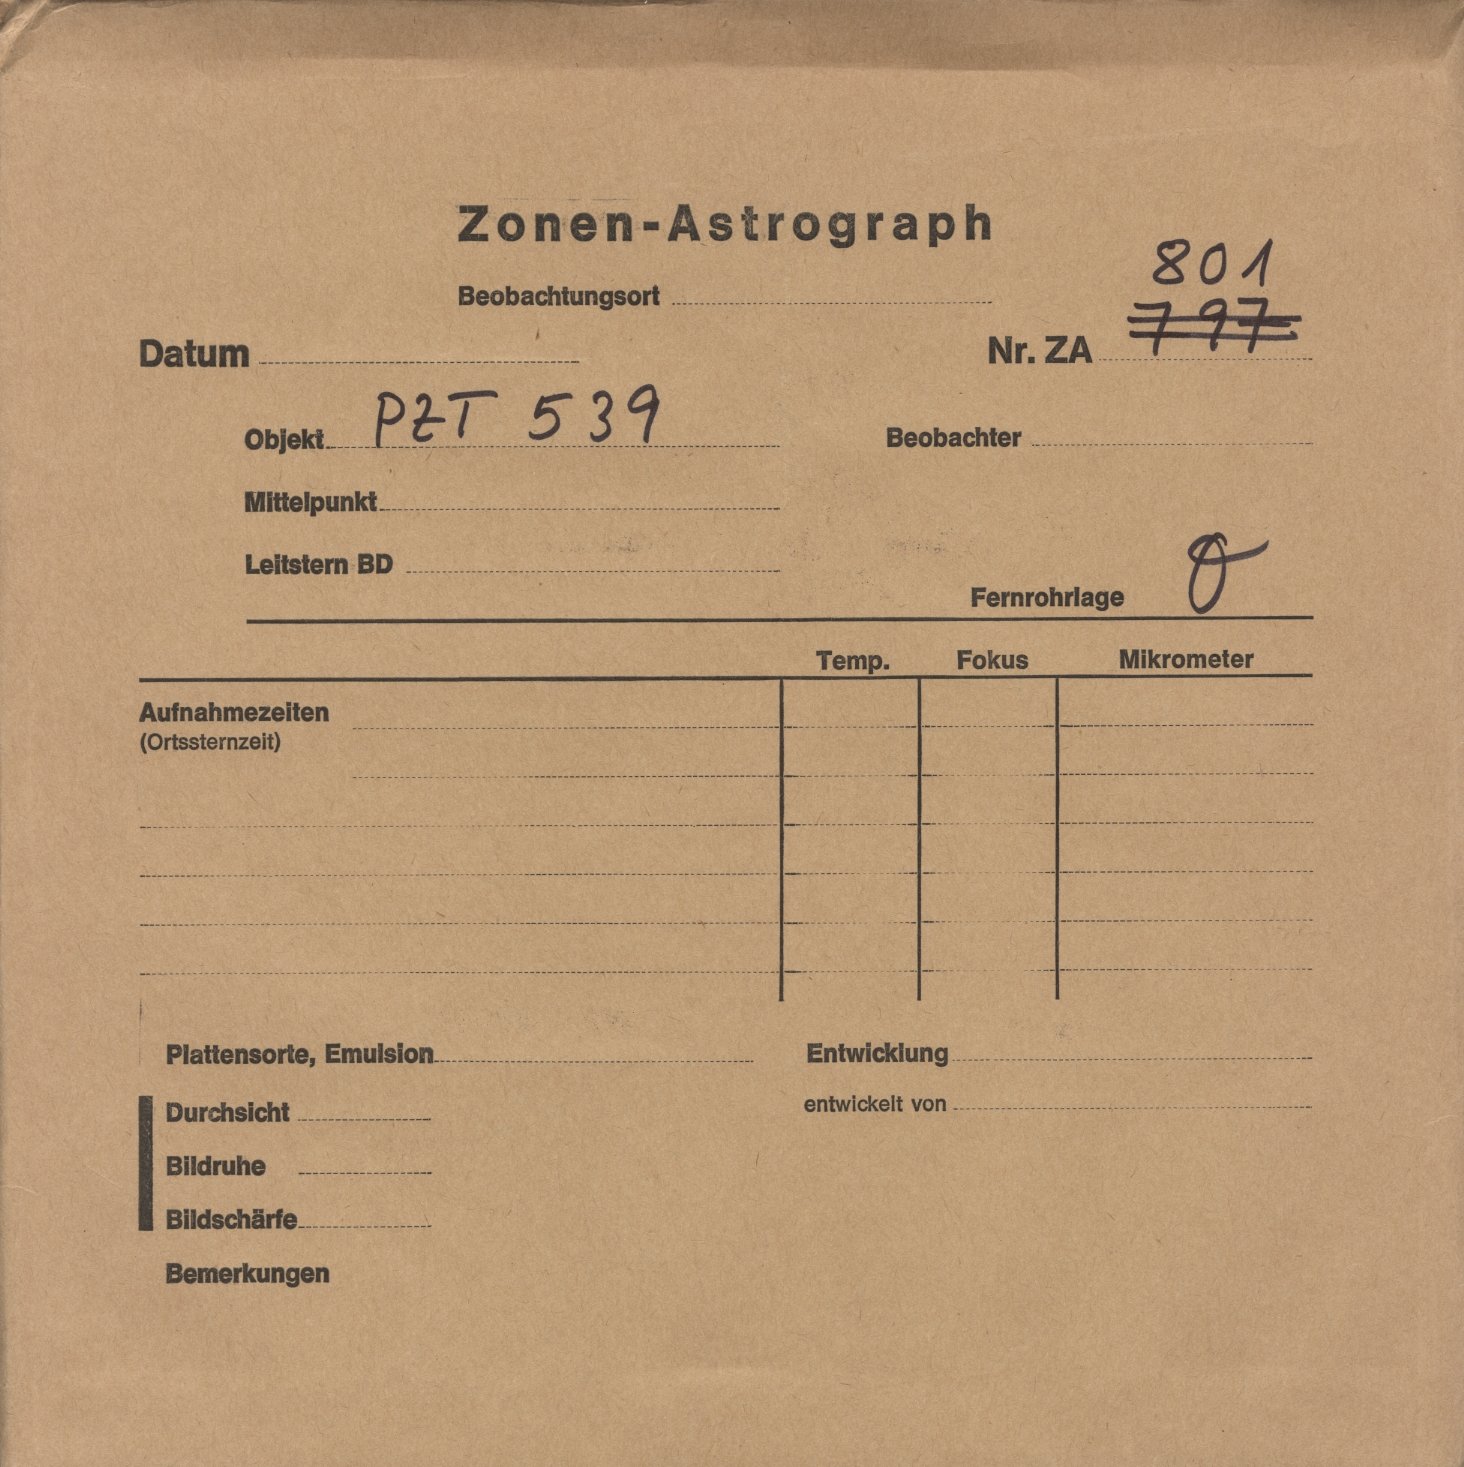 Zonen-Astrograph
801
Beobachtungsort
Datum
Nr. ZA 797
Objekt PZT 539
Beobachter
Mittelpunkt
Leitstern BD
Fernrohrlage O
Temp. Fokus Mikrometer
Aufnahmezeiten
(Ortssternzeit)
Plattensorte, Emulsion
Entwicklung
Durchsicht
entwickelt von
Bildruhe
Bildschärfe
Bemerkungen